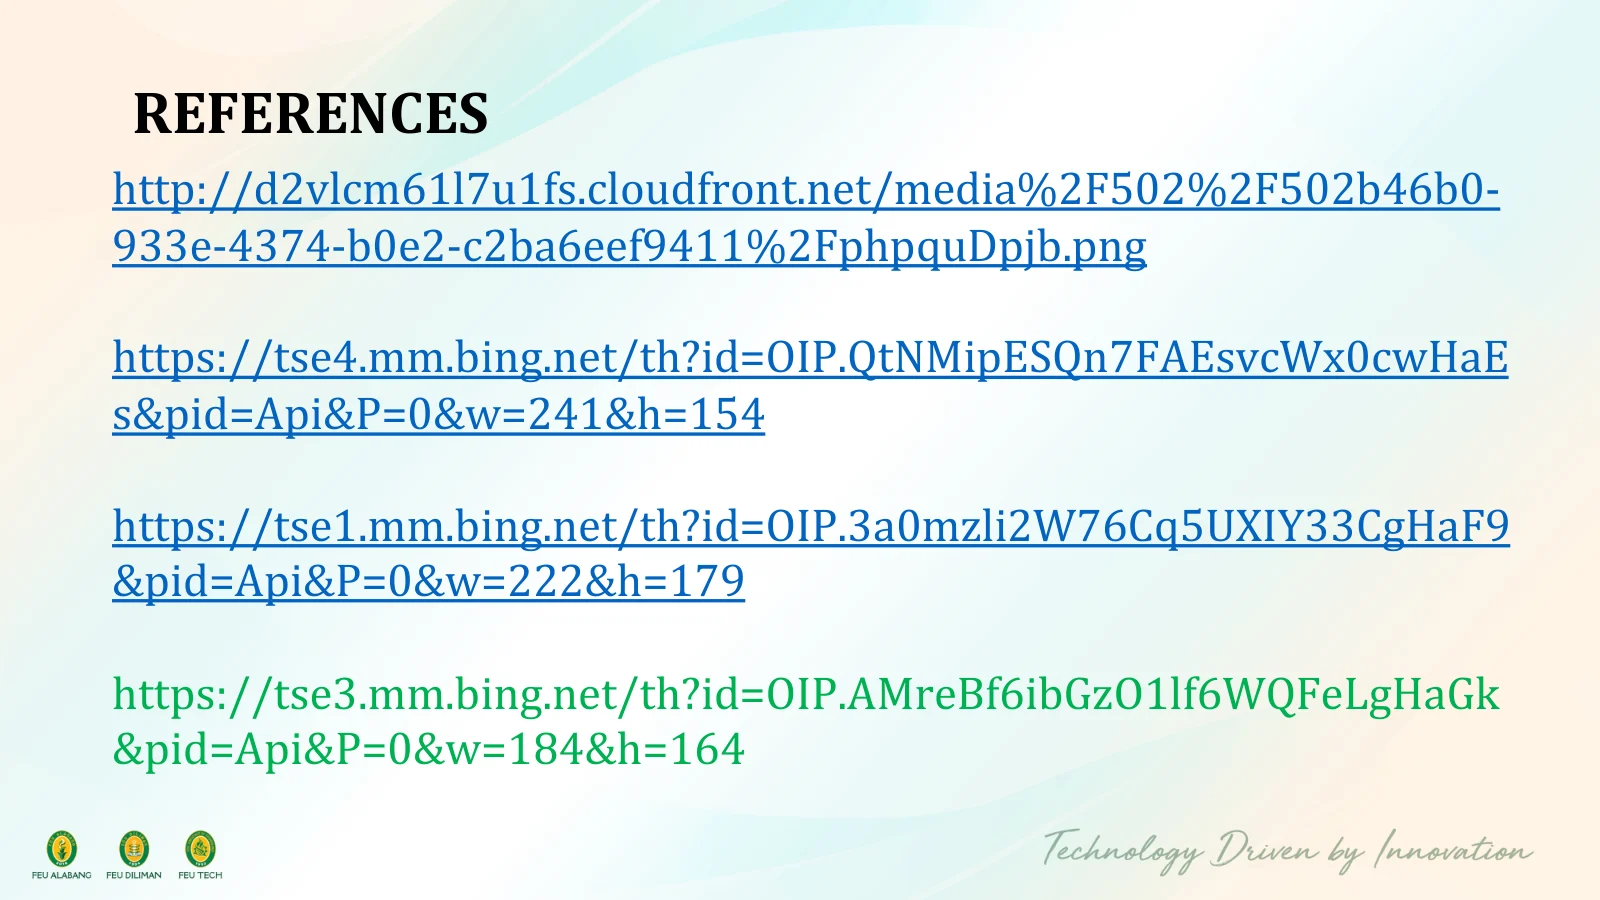 REFERENCES
http://d2vlcm61l7u1fs.cloudfront.net/media%2F502%2F502b46b0-
933e-4374-b0e2-c2ba6eef9411%2FphpquDpjb.png
https://tse4.mm.bing.net/th?id=OIP.QtNMipESQn7FAEsvcWx0cwHaE
s&pid=Api&P=0&w=241&h=154
https://tse1.mm.bing.net/th?id=OIP.3a0mzli2W76Cq5UXIY33CgHaF9
&pid=Api&P=0&w=222&h=179
https://tse3.mm.bing.net/th?id=OIP.AMreBf6ibGzO1lf6WQFeLgHaGk
&pid=Api&P=0&w=184&h=164
FEU ALABANG FEU DILIMAN FEU TECH
Technology Driven by Innovation